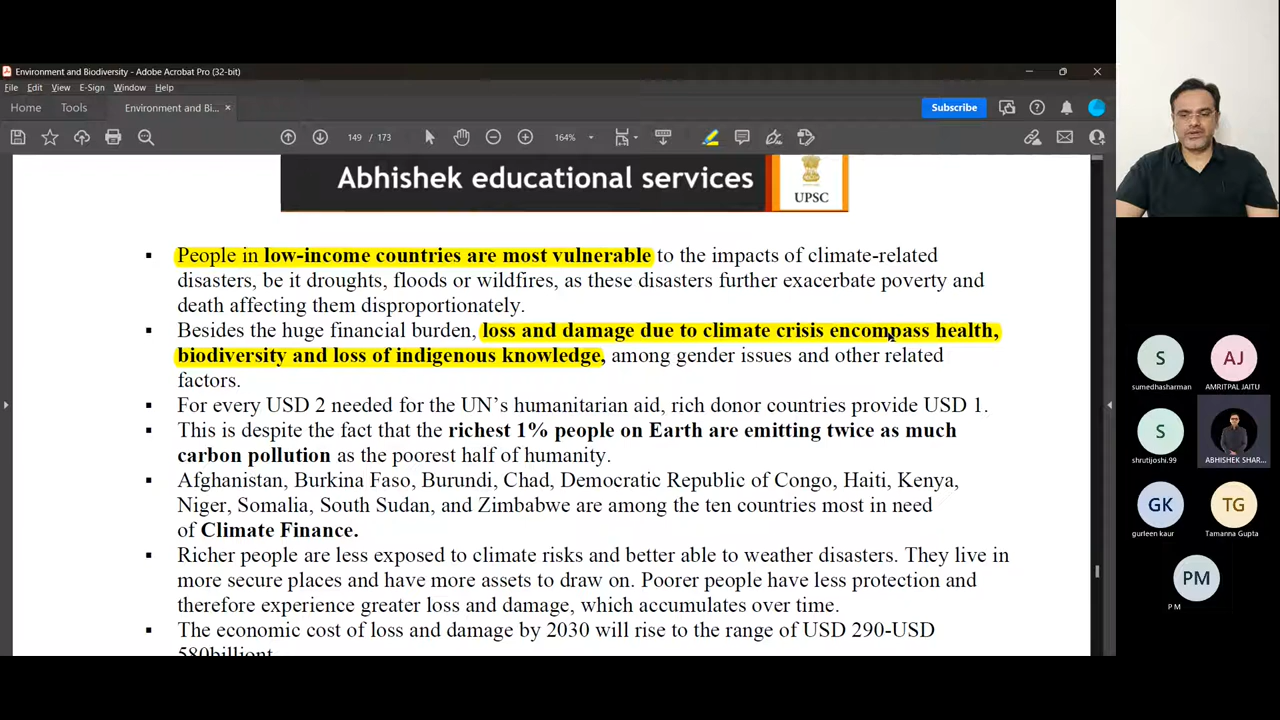 Environment and Biodiversity - Adobe Acrobat Pro (32-bit)
File Edit View E-Sign Window Help
Home Tools Environment and Bi... × Subscribe
149 / 173 164%
Abhishek educational services
UPSC
▪ People in low-income countries are most vulnerable to the impacts of climate-related
disasters, be it droughts, floods or wildfires, as these disasters further exacerbate poverty and
death affecting them disproportionately.
▪ Besides the huge financial burden, loss and damage due to climate crisis encompass health,
biodiversity and loss of indigenous knowledge, among gender issues and other related
factors.
▪ For every USD 2 needed for the UN’s humanitarian aid, rich donor countries provide USD 1.
▪ This is despite the fact that the richest 1% people on Earth are emitting twice as much
carbon pollution as the poorest half of humanity.
▪ Afghanistan, Burkina Faso, Burundi, Chad, Democratic Republic of Congo, Haiti, Kenya,
Niger, Somalia, South Sudan, and Zimbabwe are among the ten countries most in need
of Climate Finance.
▪ Richer people are less exposed to climate risks and better able to weather disasters. They live in
more secure places and have more assets to draw on. Poorer people have less protection and
therefore experience greater loss and damage, which accumulates over time.
▪ The economic cost of loss and damage by 2030 will rise to the range of USD 290-USD
580billiont
S AJ
sumedhasharman AMRITPAL JAITU
S
shrutijoshi.99 ABHISHEK SHAR...
GK TG
gurleen kaur Tamanna Gupta
PM
P M